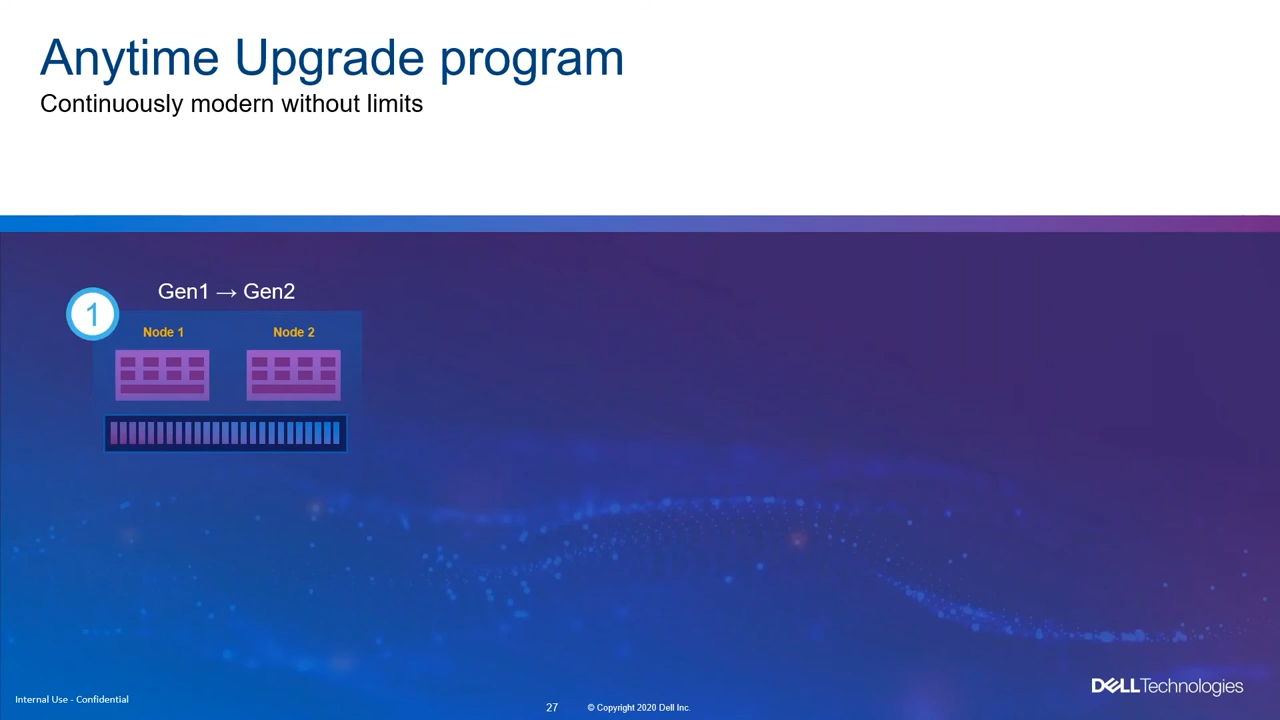 Anytime Upgrade program
Continuously modern without limits
Gen1 → Gen2
1
Node 1
Node 2
Internal Use - Confidential
27
© Copyright 2020 Dell Inc.
DELLTechnologies